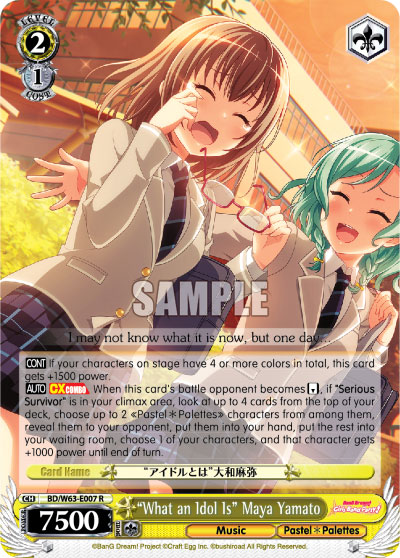 LEVEL
2
1
COST
SAMPLE
I may not know what it is now, but one day...
CONT If your characters on stage have 4 or more colors in total, this card
gets +1500 power.
AUTO CXCOMBO When this card's battle opponent becomes , if "Serious
Survivor" is in your climax area, look at up to 4 cards from the top of your
deck, choose up to 2 «Pastel＊Palettes» characters from among them,
reveal them to your opponent, put them into your hand, put the rest into
your waiting room, choose 1 of your characters, and that character gets
+1000 power until end of turn.
Card Name
"アイドルとは"大和麻弥
CH BD/W63-E007 R
"What an Idol Is" Maya Yamato
BanG Dream!
Girls Band Party!
POWER
7500
Music
Pastel＊Palettes
©BanG Dream! Project ©Craft Egg Inc. ©bushiroad All Rights Reserved.